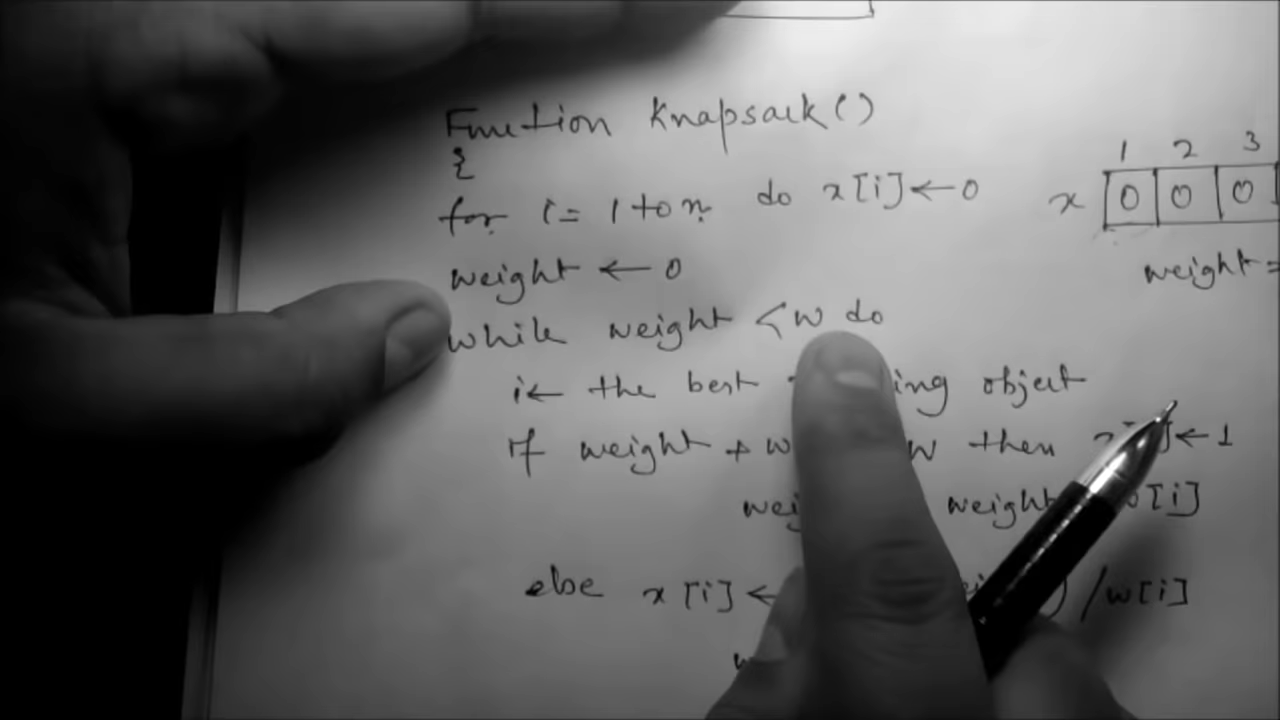 Function Knapsack()
{
for i = 1 to n do x[i] ← 0
weight ← 0
while weight < W do
i ← the best object
if weight + W then ← 1
weight [i]
else x[i] ← ) / w[i]
1 2 3
x 0 0 0
weight =